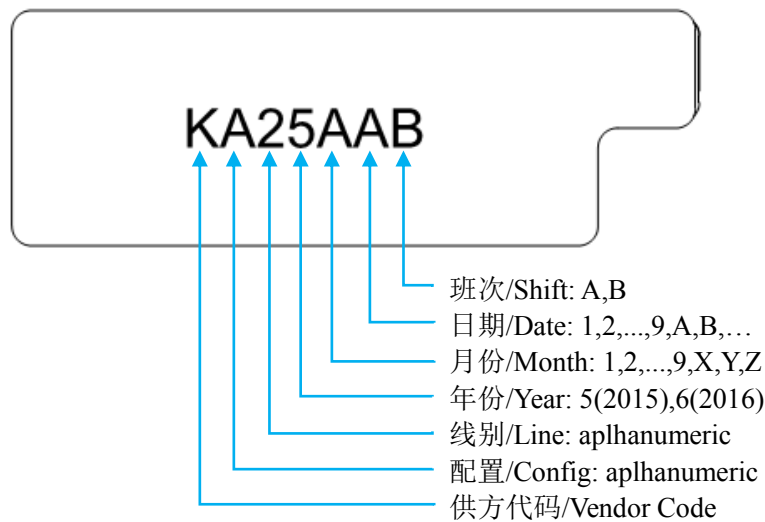 KA25AAB
班次/Shift: A,B
日期/Date: 1,2,...,9,A,B,…
月份/Month: 1,2,...,9,X,Y,Z
年份/Year: 5(2015),6(2016)
线别/Line: aplhanumeric
配置/Config: aplhanumeric
供方代码/Vendor Code